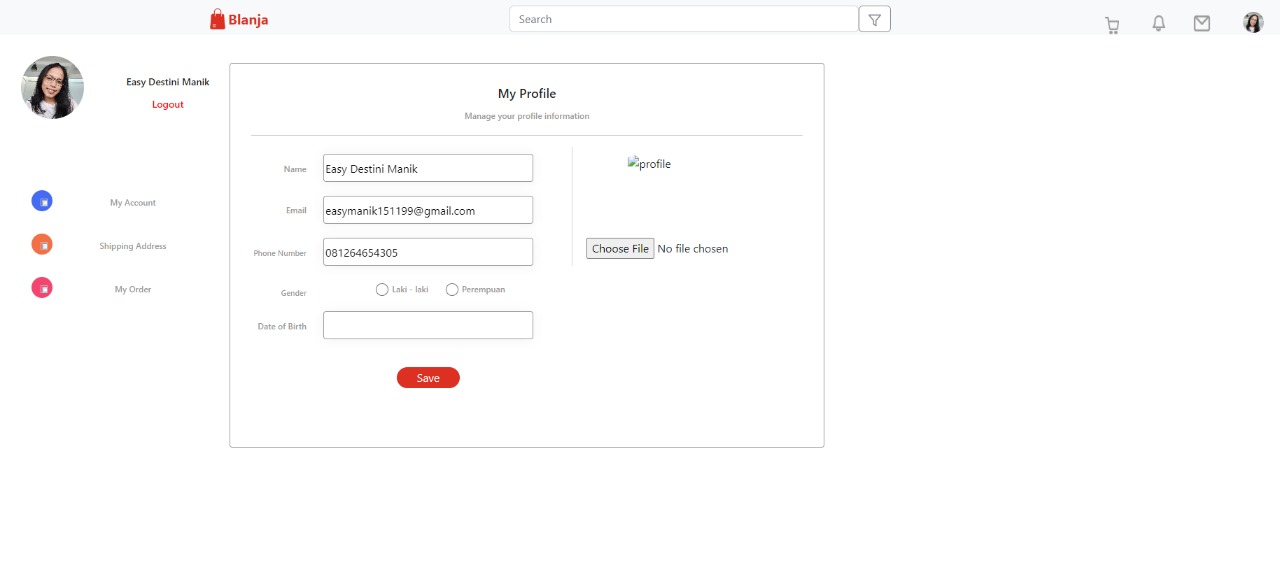 Blanja
Search
Easy Destini Manik
Logout
My Account
Shipping Address
My Order
My Profile
Manage your profile information
Name
Easy Destini Manik
Email
easymanik151199@gmail.com
Phone Number
081264654305
Gender
Laki - laki
Perempuan
Date of Birth
Save
profile
Choose File No file chosen